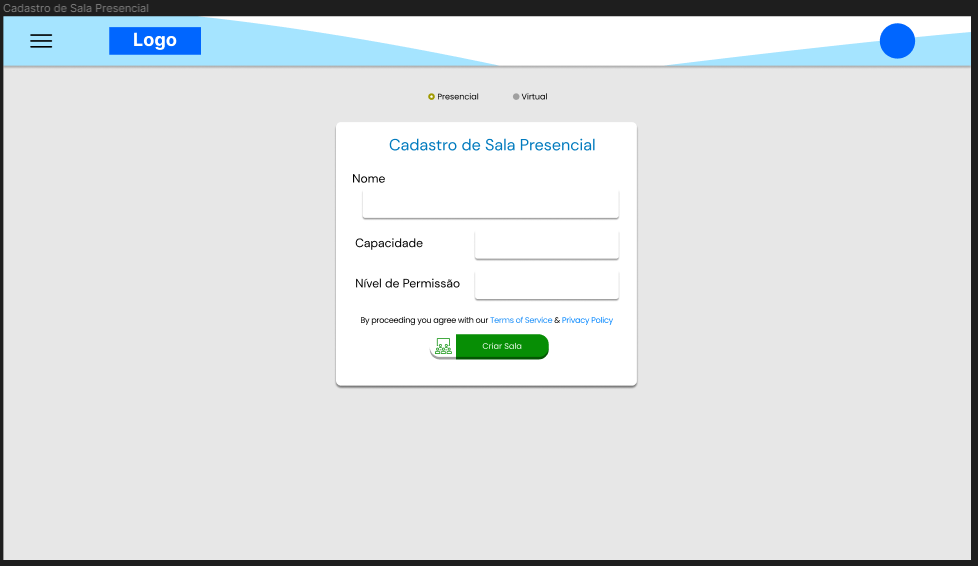 Cadastro de Sala Presencial
Logo
Presencial Virtual
Cadastro de Sala Presencial
Nome
Capacidade
Nível de Permissão
By proceeding you agree with our Terms of Service & Privacy Policy
Criar Sala